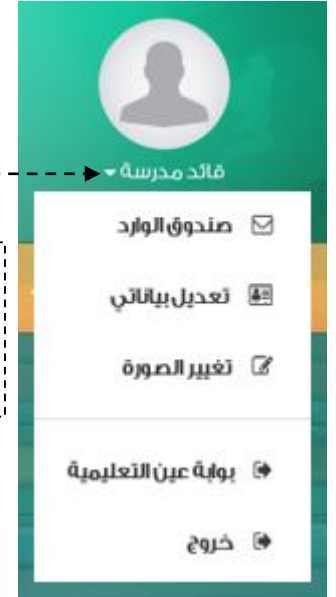 قائد مدرسة
صندوق الوارد
تعديل بياناتي
تغيير الصورة
بوابة عين التعليمية
خروج